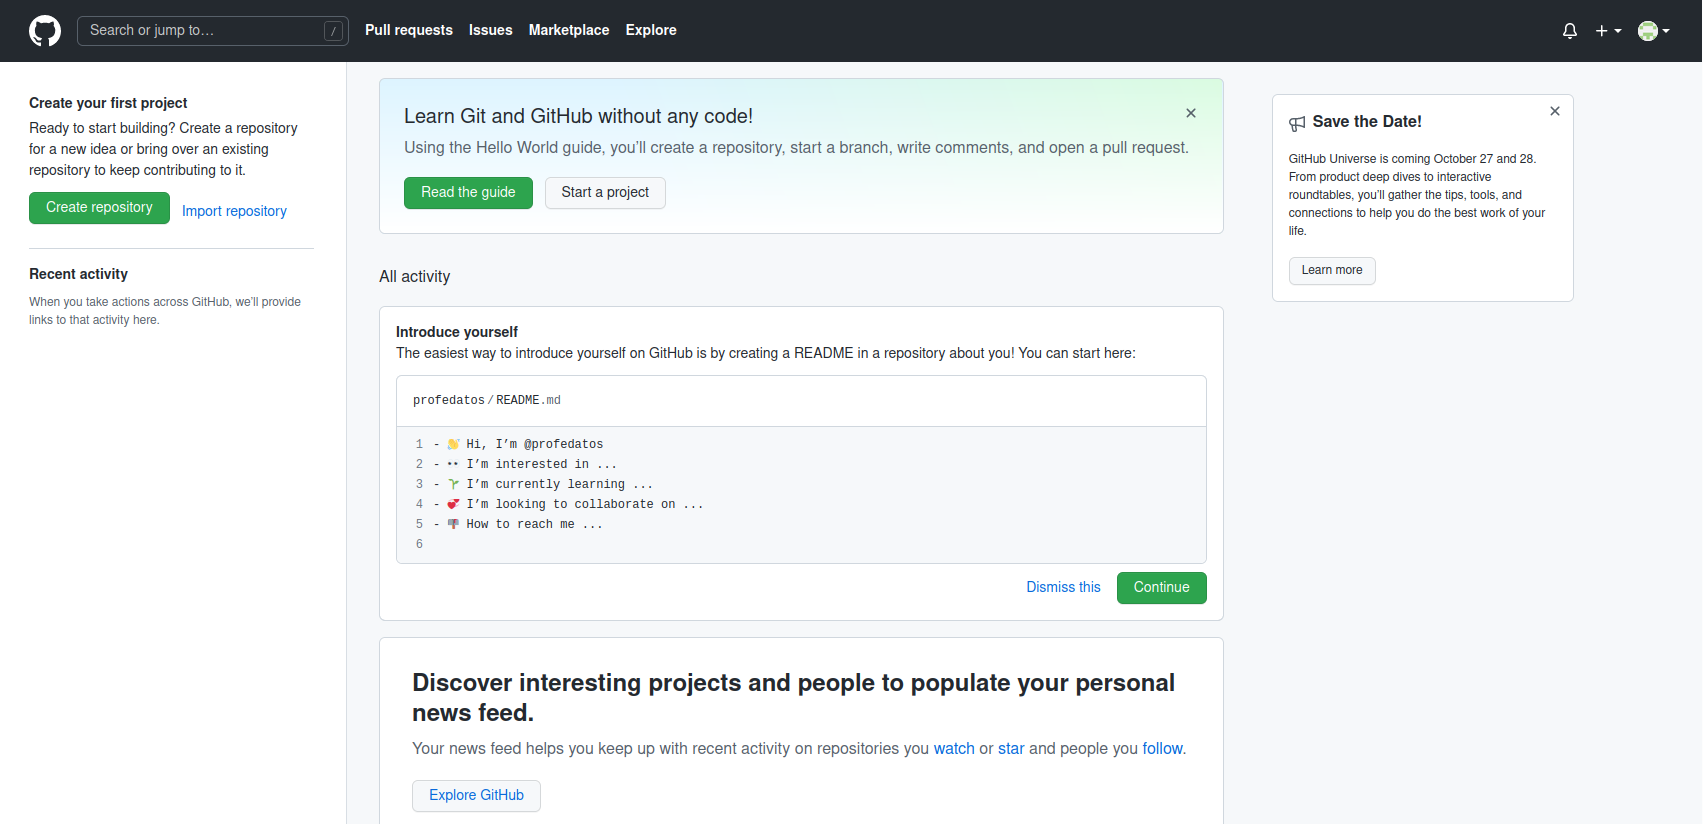 Search or jump to…
/
Pull requests
Issues
Marketplace
Explore
Create your first project
Ready to start building? Create a repository
for a new idea or bring over an existing
repository to keep contributing to it.
Create repository
Import repository
Recent activity
When you take actions across GitHub, we’ll provide
links to that activity here.
Learn Git and GitHub without any code!
Using the Hello World guide, you’ll create a repository, start a branch, write comments, and open a pull request.
Read the guide
Start a project
All activity
Introduce yourself
The easiest way to introduce yourself on GitHub is by creating a README in a repository about you! You can start here:
profedatos/README.md
1 - 👋 Hi, I’m @profedatos
2 - 👀 I’m interested in ...
3 - 🌱 I’m currently learning ...
4 - 💞️ I’m looking to collaborate on ...
5 - 📫 How to reach me ...
6
Dismiss this
Continue
Discover interesting projects and people to populate your personal
news feed.
Your news feed helps you keep up with recent activity on repositories you watch or star and people you follow.
Explore GitHub
Save the Date!
GitHub Universe is coming October 27 and 28.
From product deep dives to interactive
roundtables, you’ll gather the tips, tools, and
connections to help you do the best work of your
life.
Learn more